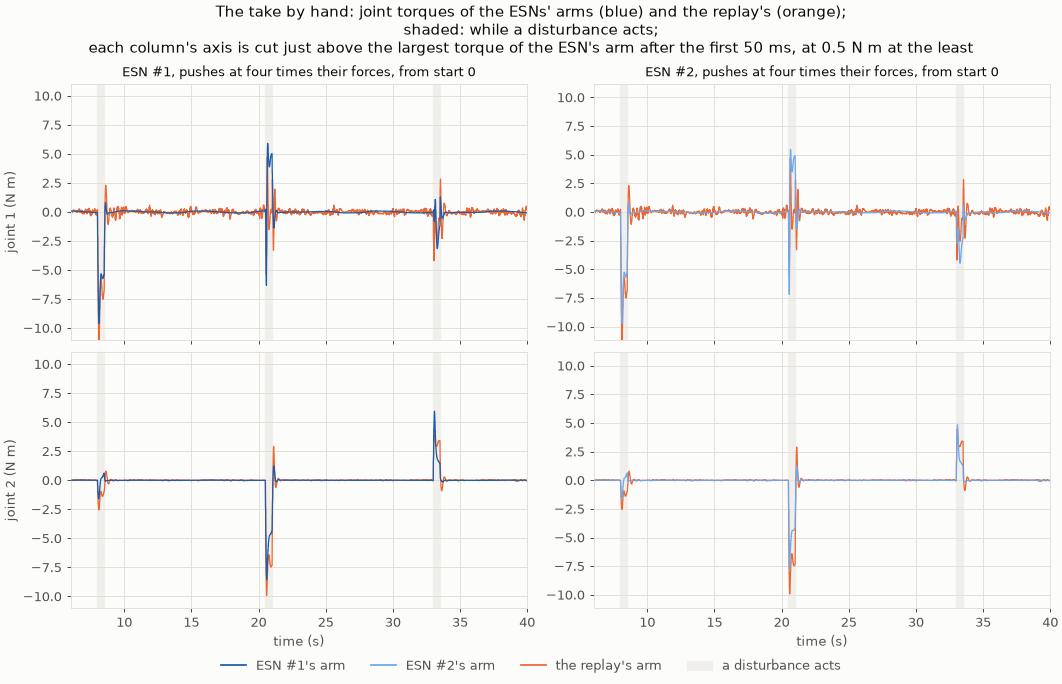 The take by hand: joint torques of the ESNs' arms (blue) and the replay's (orange);
shaded: while a disturbance acts;
each column's axis is cut just above the largest torque of the ESN's arm after the first 50 ms, at 0.5 N m at the least
ESN #1, pushes at four times their forces, from start 0
ESN #2, pushes at four times their forces, from start 0
joint 1 (N m)
10.0
7.5
5.0
2.5
0.0
−2.5
−5.0
−7.5
−10.0
10.0
7.5
5.0
2.5
0.0
−2.5
−5.0
−7.5
−10.0
joint 2 (N m)
10.0
7.5
5.0
2.5
0.0
−2.5
−5.0
−7.5
−10.0
10.0
7.5
5.0
2.5
0.0
−2.5
−5.0
−7.5
−10.0
10 15 20 25 30 35 40
10 15 20 25 30 35 40
time (s)
time (s)
ESN #1's arm
ESN #2's arm
the replay's arm
a disturbance acts